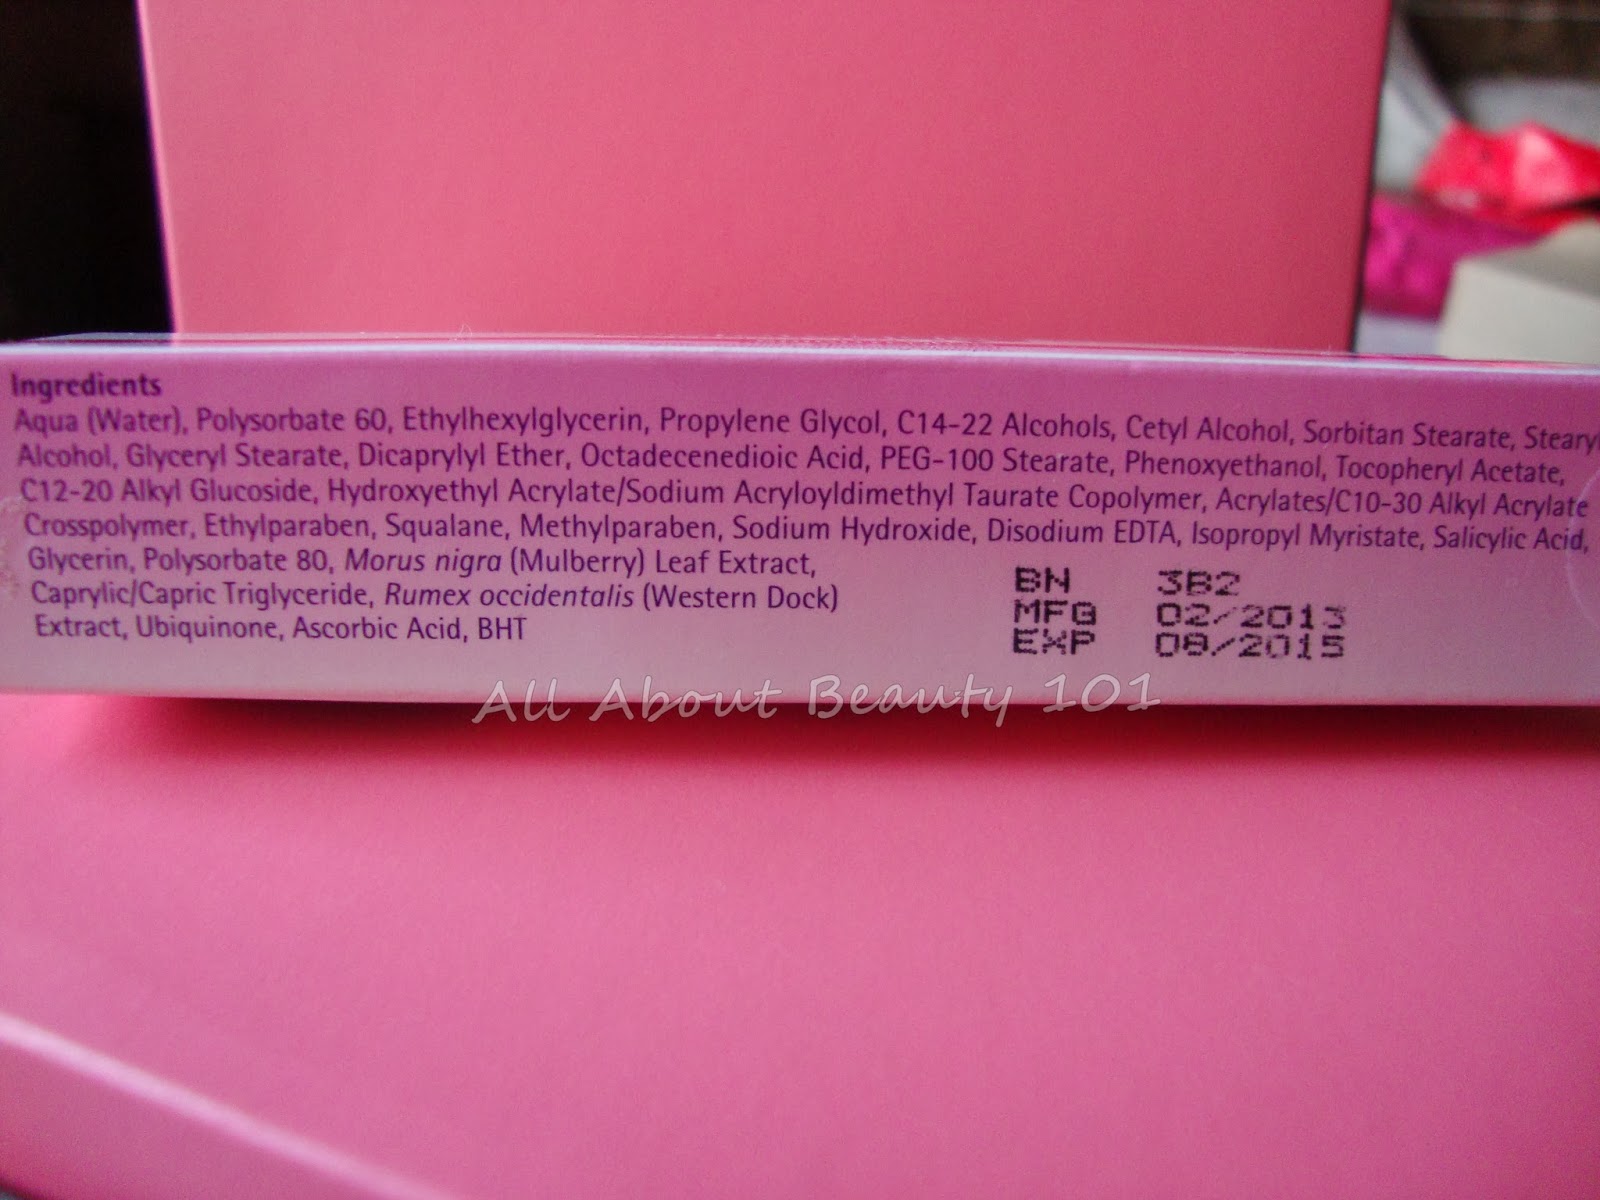 Ingredients
Aqua (Water), Polysorbate 60, Ethylhexylglycerin, Propylene Glycol, C14-22 Alcohols, Cetyl Alcohol, Sorbitan Stearate, Stearyl
Alcohol, Glyceryl Stearate, Dicaprylyl Ether, Octadecenedioic Acid, PEG-100 Stearate, Phenoxyethanol, Tocopheryl Acetate,
C12-20 Alkyl Glucoside, Hydroxyethyl Acrylate/Sodium Acryloyldimethyl Taurate Copolymer, Acrylates/C10-30 Alkyl Acrylate
Crosspolymer, Ethylparaben, Squalane, Methylparaben, Sodium Hydroxide, Disodium EDTA, Isopropyl Myristate, Salicylic Acid,
Glycerin, Polysorbate 80, Morus nigra (Mulberry) Leaf Extract,
Caprylic/Capric Triglyceride, Rumex occidentalis (Western Dock)
Extract, Ubiquinone, Ascorbic Acid, BHT
BN 3B2
MFG 02/2013
EXP 08/2015
All About Beauty 101